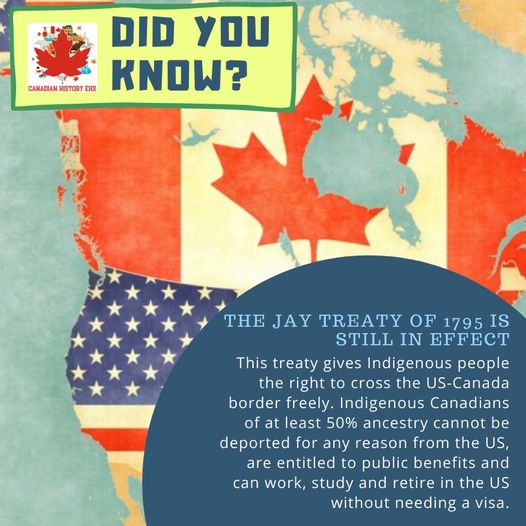 DID YOU
KNOW?
CANADIAN HISTORY EHX
THE JAY TREATY OF 1795 IS
STILL IN EFFECT
This treaty gives Indigenous people
the right to cross the US-Canada
border freely. Indigenous Canadians
of at least 50% ancestry cannot be
deported for any reason from the US,
are entitled to public benefits and
can work, study and retire in the US
without needing a visa.